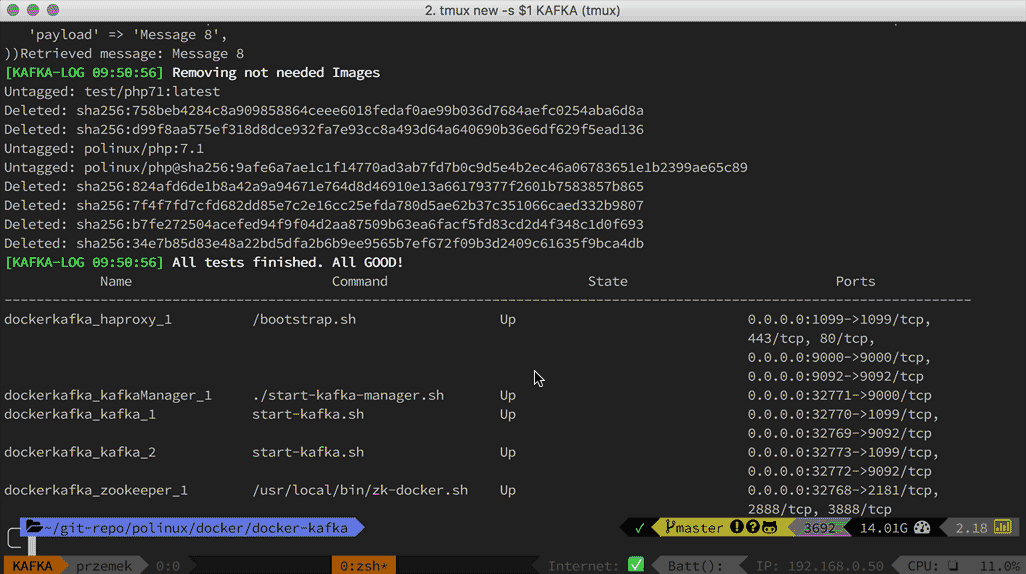 2. tmux new -s $1 KAFKA (tmux)
'payload' => 'Message 8',
))Retrieved message: Message 8
[KAFKA-LOG 09:50:56] Removing not needed Images
Untagged: test/php71:latest
Deleted: sha256:758beb4284c8a909858864ceee6018fedaf0ae99b036d7684aefc0254aba6d8a
Deleted: sha256:d99f8aa575ef318d8dce932fa7e93cc8a493d64a640690b36e6df629f5ead136
Untagged: polinux/php:7.1
Untagged: polinux/php@sha256:9afe6a7ae1c1f14770ad3ab7fd7b0c9d5e4b2ec46a06783651e1b2399ae65c89
Deleted: sha256:824afd6de1b8a42a9a94671e764d8d46910e13a66179377f2601b7583857b865
Deleted: sha256:7f4f7fd7cfd682dd85e7c2e16cc25efda780d5ae62b37c351066caed332b9807
Deleted: sha256:b7fe272504acefed94f9f04d2aa87509b63ea6facf5fd83cd2d4f348c1d0f693
Deleted: sha256:34e7b85d83e48a22bd5dfa2b6b9ee9565b7ef672f09b3d2409c61635f9bca4db
[KAFKA-LOG 09:50:56] All tests finished. All GOOD!
Name Command State Ports
dockerkafka_haproxy_1 /bootstrap.sh Up 0.0.0.0:1099->1099/tcp,
443/tcp, 80/tcp,
0.0.0.0:9000->9000/tcp,
0.0.0.0:9092->9092/tcp
dockerkafka_kafkaManager_1 ./start-kafka-manager.sh Up 0.0.0.0:32771->9000/tcp
dockerkafka_kafka_1 start-kafka.sh Up 0.0.0.0:32770->1099/tcp,
0.0.0.0:32769->9092/tcp
dockerkafka_kafka_2 start-kafka.sh Up 0.0.0.0:32773->1099/tcp,
0.0.0.0:32772->9092/tcp
dockerkafka_zookeeper_1 /usr/local/bin/zk-docker.sh Up 0.0.0.0:32768->2181/tcp,
2888/tcp, 3888/tcp
~/git-repo/polinux/docker/docker-kafka ✓ master 3692 14.01G 2.18
KAFKA przemek 0:0 0:zsh* Internet: ✅ Batt(): IP: 192.168.0.50 CPU: 11.0%